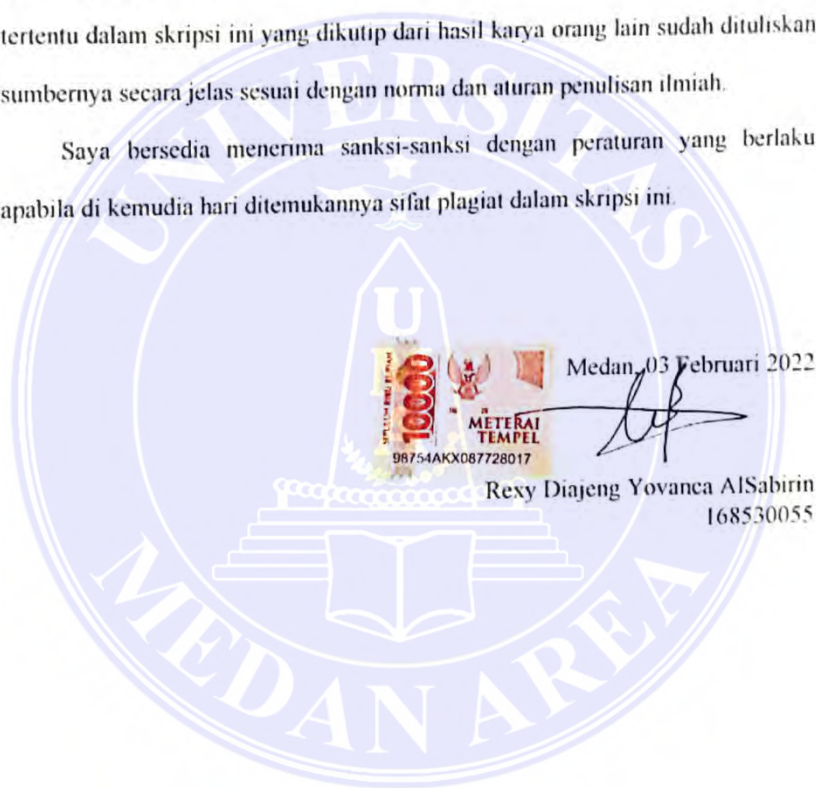 tertentu dalam skripsi ini yang dikutip dari hasil karya orang lain sudah dituliskan
sumbernya secara jelas sesuai dengan norma dan aturan penulisan ilmiah.
Saya bersedia menerima sanksi-sanksi dengan peraturan yang berlaku
apabila di kemudia hari ditemukannya sifat plagiat dalam skripsi ini.
UNIVERSITAS
U
Medan, 03 Februari 2022
SEPULUH RIBU RUPIAH
10000
METERAI
TEMPEL
98754AKX087728017
Rexy Diajeng Yovanca AlSabirin
168530055
MEDAN AREA